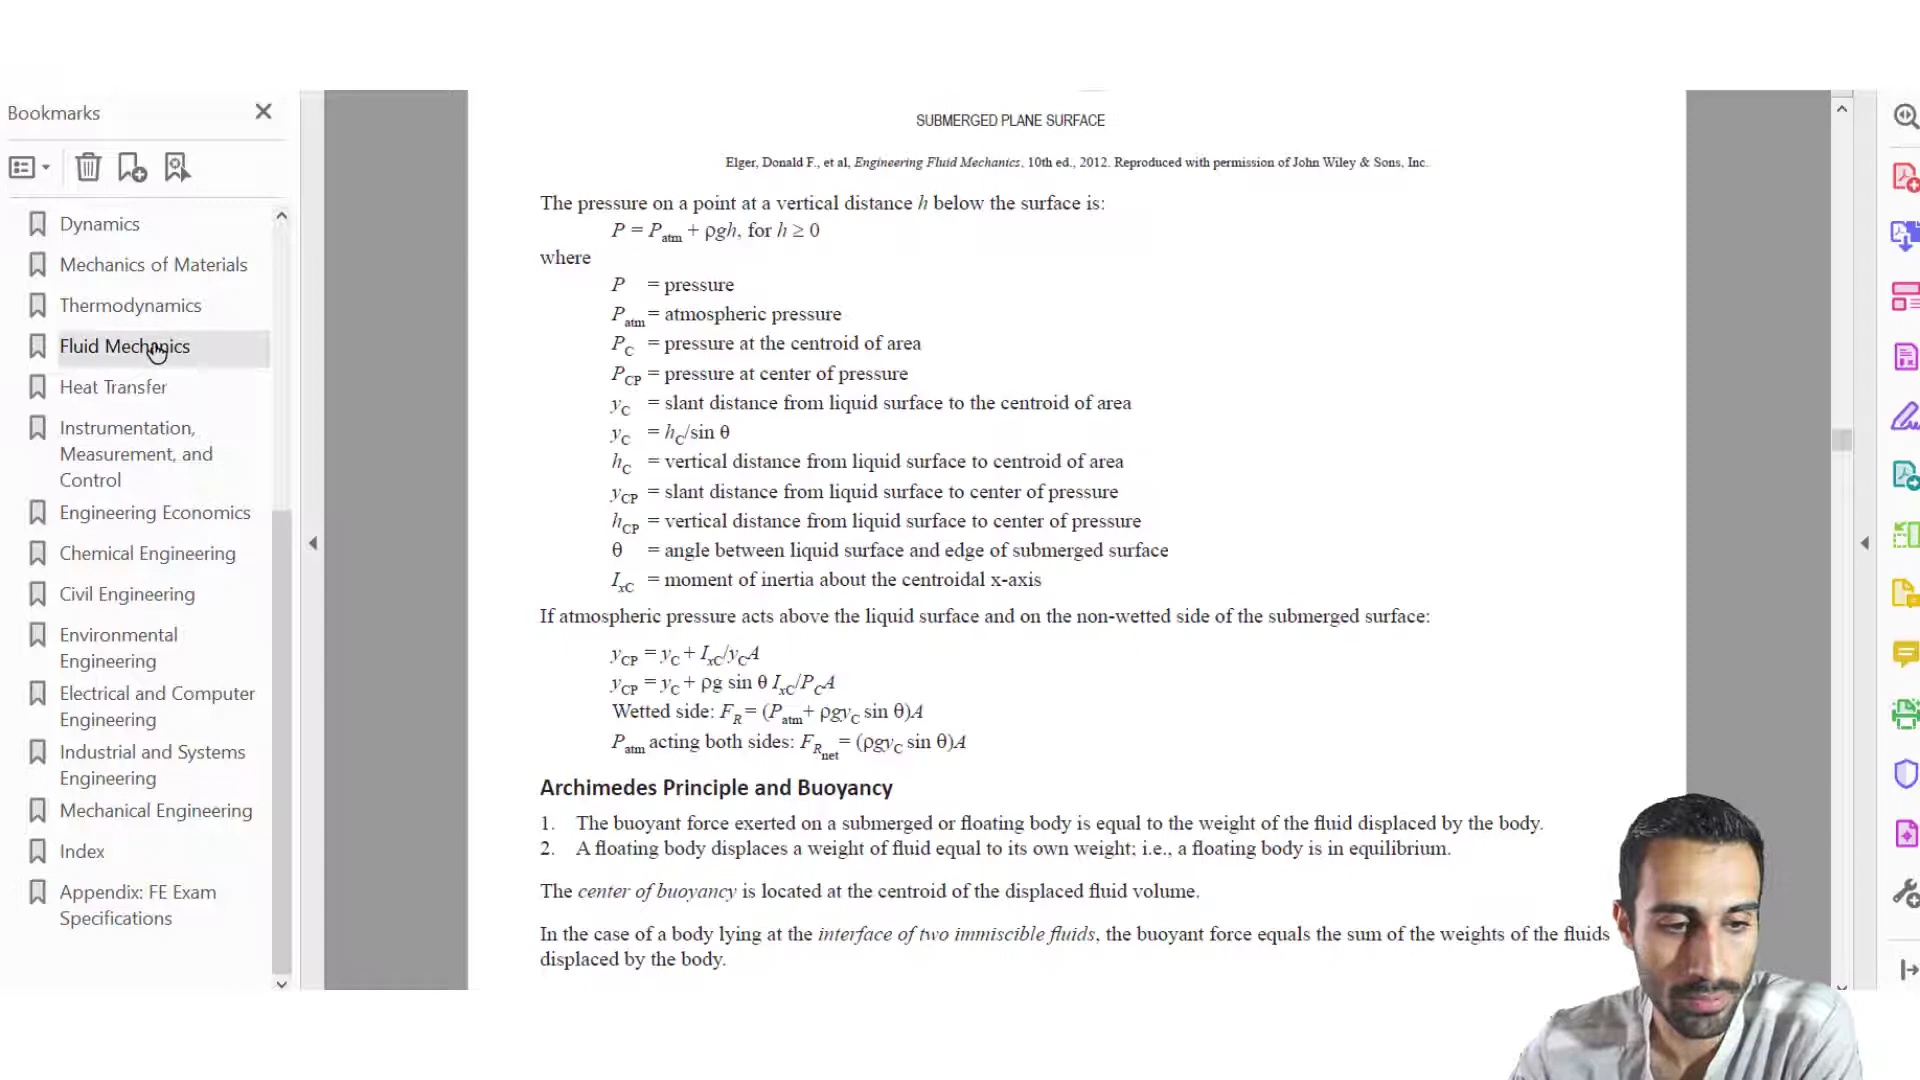 Bookmarks
Dynamics
Mechanics of Materials
Thermodynamics
Fluid Mechanics
Heat Transfer
Instrumentation,
Measurement, and
Control
Engineering Economics
Chemical Engineering
Civil Engineering
Environmental
Engineering
Electrical and Computer
Engineering
Industrial and Systems
Engineering
Mechanical Engineering
Index
Appendix: FE Exam
Specifications
SUBMERGED PLANE SURFACE
Elger, Donald F., et al, Engineering Fluid Mechanics, 10th ed., 2012. Reproduced with permission of John Wiley & Sons, Inc.
The pressure on a point at a vertical distance h below the surface is:
P = Patm + ρgh, for h ≥ 0
where
P = pressure
Patm = atmospheric pressure
PC = pressure at the centroid of area
PCP = pressure at center of pressure
yC = slant distance from liquid surface to the centroid of area
yC = hC/sin θ
hC = vertical distance from liquid surface to centroid of area
yCP = slant distance from liquid surface to center of pressure
hCP = vertical distance from liquid surface to center of pressure
θ = angle between liquid surface and edge of submerged surface
IxC = moment of inertia about the centroidal x-axis
If atmospheric pressure acts above the liquid surface and on the non-wetted side of the submerged surface:
yCP = yC + IxC/yCA
yCP = yC + ρg sin θ IxC/PCA
Wetted side: FR = (Patm + ρgyC sin θ)A
Patm acting both sides: FRnet = (ρgyC sin θ)A
Archimedes Principle and Buoyancy
1. The buoyant force exerted on a submerged or floating body is equal to the weight of the fluid displaced by the body.
2. A floating body displaces a weight of fluid equal to its own weight; i.e., a floating body is in equilibrium.
The center of buoyancy is located at the centroid of the displaced fluid volume.
In the case of a body lying at the interface of two immiscible fluids, the buoyant force equals the sum of the weights of the fluids
displaced by the body.